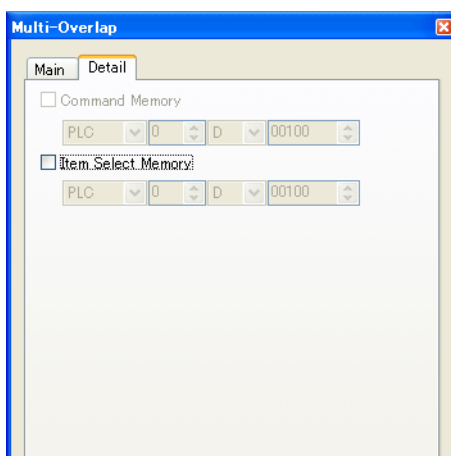 Multi-Overlap
Main Detail
Command Memory
PLC 0 D 00100
Item Select Memory
PLC 0 D 00100